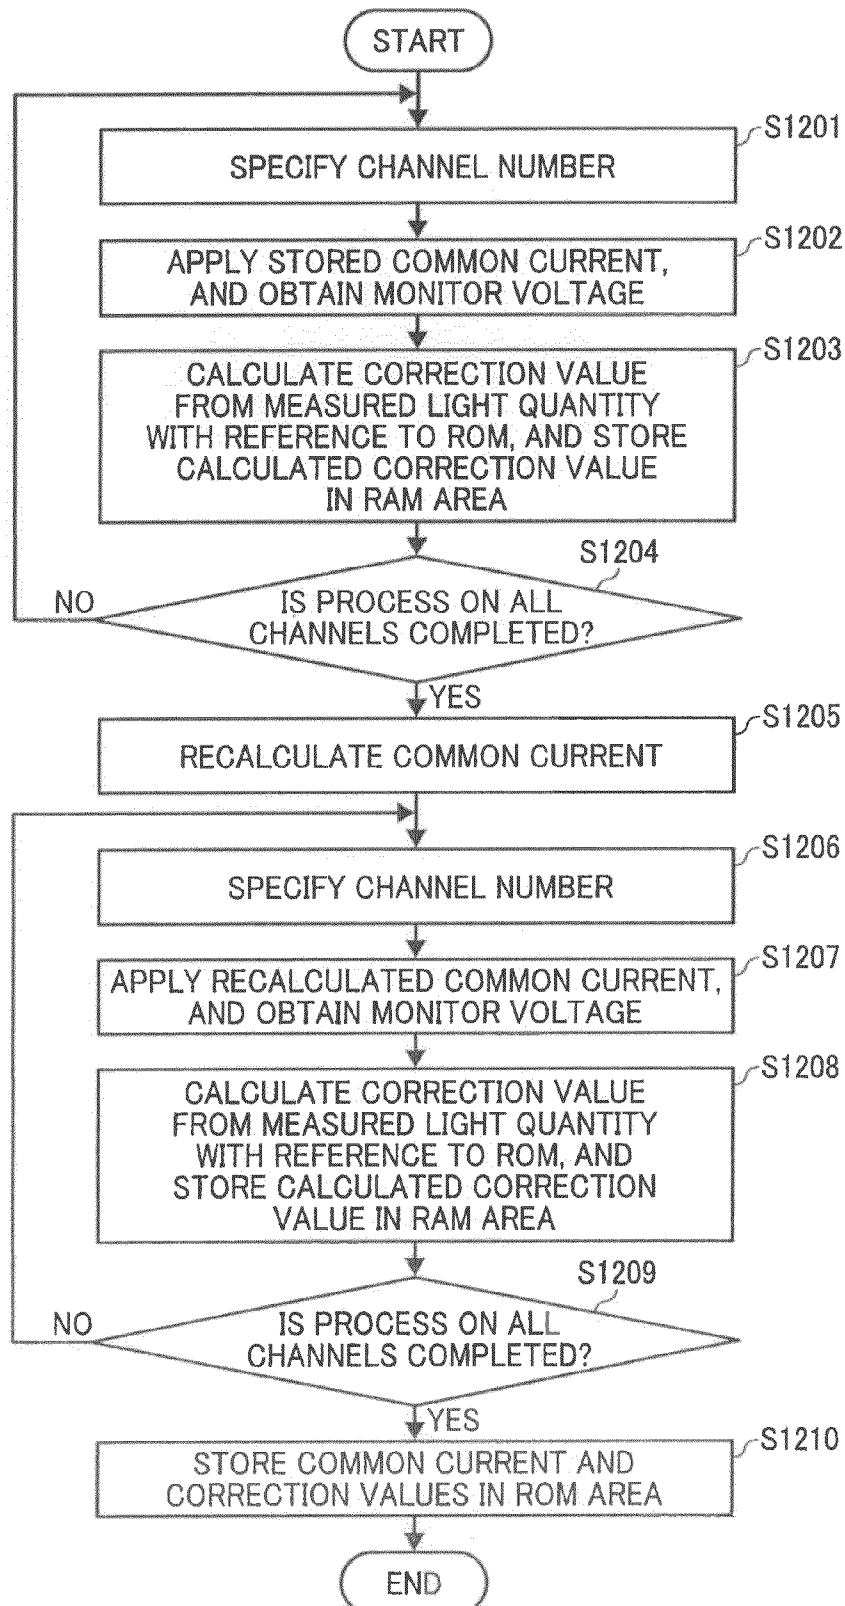 START
S1201
SPECIFY CHANNEL NUMBER
S1202
APPLY STORED COMMON CURRENT,
AND OBTAIN MONITOR VOLTAGE
S1203
CALCULATE CORRECTION VALUE
FROM MEASURED LIGHT QUANTITY
WITH REFERENCE TO ROM, AND STORE
CALCULATED CORRECTION VALUE
IN RAM AREA
S1204
NO
IS PROCESS ON ALL
CHANNELS COMPLETED?
YES
S1205
RECALCULATE COMMON CURRENT
S1206
SPECIFY CHANNEL NUMBER
S1207
APPLY RECALCULATED COMMON CURRENT,
AND OBTAIN MONITOR VOLTAGE
S1208
CALCULATE CORRECTION VALUE
FROM MEASURED LIGHT QUANTITY
WITH REFERENCE TO ROM, AND
STORE CALCULATED CORRECTION
VALUE IN RAM AREA
S1209
NO
IS PROCESS ON ALL
CHANNELS COMPLETED?
YES
S1210
STORE COMMON CURRENT AND
CORRECTION VALUES IN ROM AREA
END